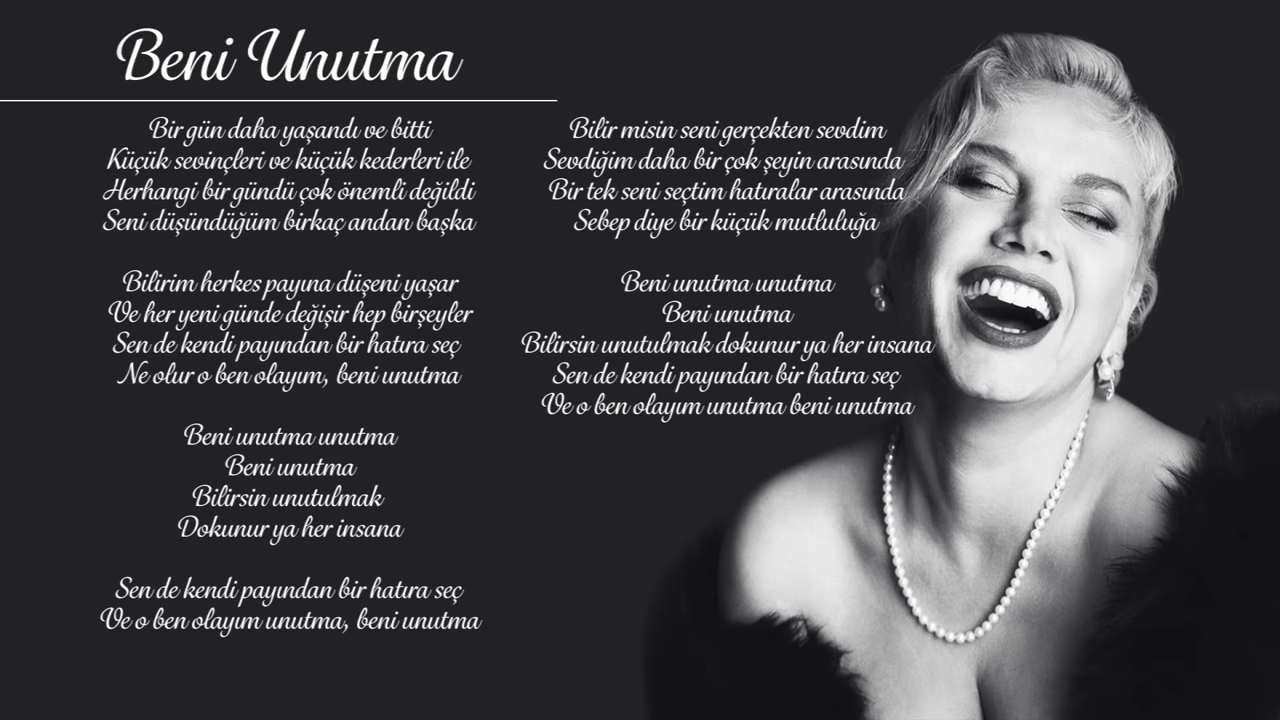 Beni Unutma
Bir gün daha yaşandı ve bitti
Küçük sevinçleri ve küçük kederleri ile
Herhangi bir gündü çok önemli değildi
Seni düşündüğüm birkaç andan başka
Bilirim herkes payına düşeni yaşar
Ve her yeni günde değişir hep birşeyler
Sen de kendi payından bir hatıra seç
Ne olur o ben olayım, beni unutma
Beni unutma unutma
Beni unutma
Bilirsin unutulmak
Dokunur ya her insana
Sen de kendi payından bir hatıra seç
Ve o ben olayım unutma, beni unutma
Bilir misin seni gerçekten sevdim
Sevdiğim daha bir çok şeyin arasında
Bir tek seni seçtim hatıralar arasında
Sebep diye bir küçük mutluluğa
Beni unutma unutma
Beni unutma
Bilirsin unutulmak dokunur ya her insana
Sen de kendi payından bir hatıra seç
Ve o ben olayım unutma beni unutma